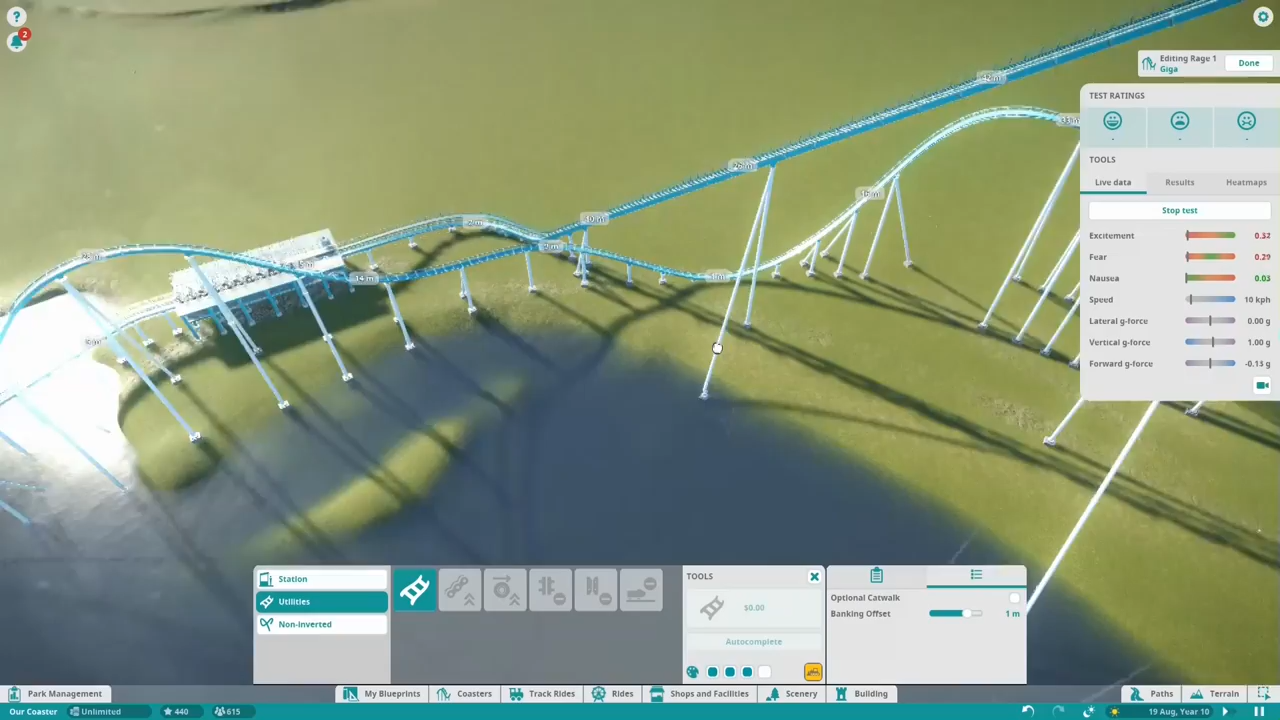 ?
2
Editing Rage 1
Giga
Done
TEST RATINGS
-
-
-
TOOLS
Live data
Results
Heatmaps
Stop test
Excitement
0.32
Fear
0.29
Nausea
0.03
Speed
10 kph
Lateral g-force
0.00 g
Vertical g-force
1.00 g
Forward g-force
-0.13 g
14 m
Station
Utilities
Non-inverted
TOOLS
$0.00
Autocomplete
Optional Catwalk
Banking Offset
1 m
Park Management
My Blueprints
Coasters
Track Rides
Rides
Shops and Facilities
Scenery
Building
Paths
Terrain
Our Coaster
Unlimited
440
615
19 Aug, Year 10